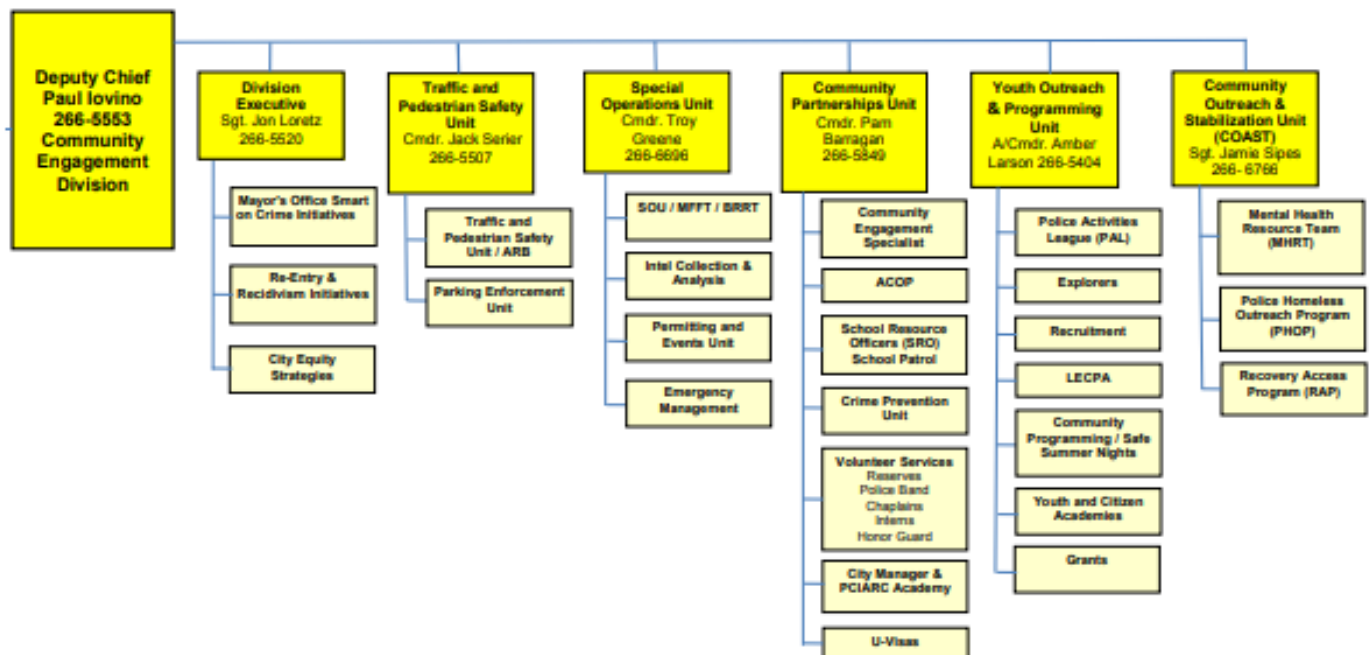 Deputy Chief
Paul Iovino
266-5553
Community
Engagement
Division
Division
Executive
Sgt. Jon Loretz
266-5520
Mayor's Office Smart
on Crime Initiatives
Re-Entry &
Recidivism Initiatives
City Equity
Strategies
Traffic and
Pedestrian Safety
Unit
Cmdr. Jack Serier
266-5507
Traffic and
Pedestrian Safety
Unit / ARB
Parking Enforcement
Unit
Special
Operations Unit
Cmdr. Troy
Greene
266-6696
SOU / MFFT / BRRT
Intel Collection &
Analysis
Permitting and
Events Unit
Emergency
Management
Community
Partnerships Unit
Cmdr. Pam
Barragan
266-5849
Community
Engagement
Specialist
ACOP
School Resource
Officers (SRO)
School Patrol
Crime Prevention
Unit
Volunteer Services
Reserves
Police Band
Chaplains
Interns
Honor Guard
City Manager &
PCIARC Academy
U-Visas
Youth Outreach
& Programming
Unit
A/Cmdr. Amber
Larson 266-5404
Police Activities
League (PAL)
Explorers
Recruitment
LECPA
Community
Programming / Safe
Summer Nights
Youth and Citizen
Academies
Grants
Community
Outreach &
Stabilization Unit
(COAST)
Sgt. Jamie Sipes
266- 6766
Mental Health
Resource Team
(MHRT)
Police Homeless
Outreach Program
(PHOP)
Recovery Access
Program (RAP)